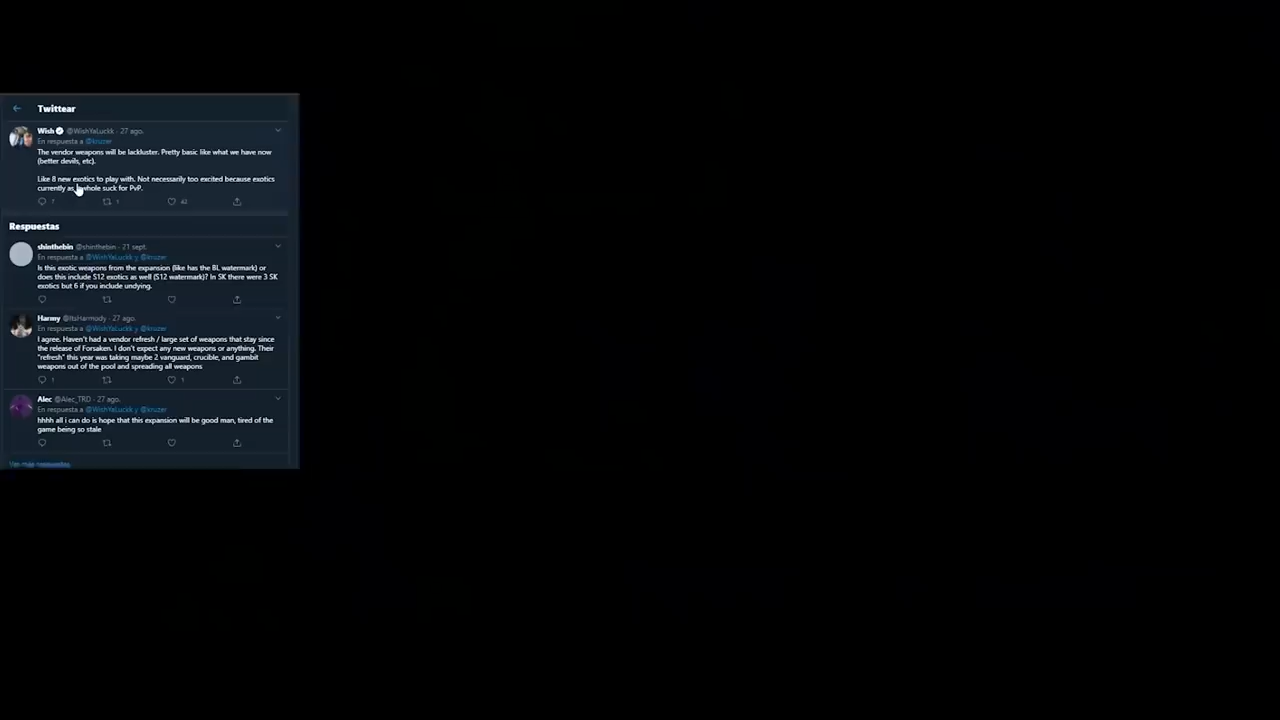 Twittear
Wish @WishYaLuckk · 27 ago.
En respuesta a @kruzer
The vendor weapons will be lackluster. Pretty basic like what we have now
(better devils, etc).
Like 8 new exotics to play with. Not necessarily too excited because exotics
currently as whole suck for PvP.
7 1 42
Respuestas
shinthebin @shinthebin · 21 sept.
En respuesta a @WishYaLuckk y @kruzer
Is this exotic weapons from the expansion (like has the BL watermark) or
does this include S12 exotics as well (S12 watermark)? In SK there were 3 SK
exotics but 6 if you include undying.
Harmy @ItsHarmody · 27 ago.
En respuesta a @WishYaLuckk y @kruzer
I agree. Haven't had a vendor refresh / large set of weapons that stay since
the release of Forsaken. I don't expect any new weapons or anything. Their
"refresh" this year was taking maybe 2 vanguard, crucible, and gambit
weapons out of the pool and spreading all weapons
1 1
Alec @Alec_TRD · 27 ago.
En respuesta a @WishYaLuckk y @kruzer
hhhh all i can do is hope that this expansion will be good man, tired of the
game being so stale
Ver más respuestas